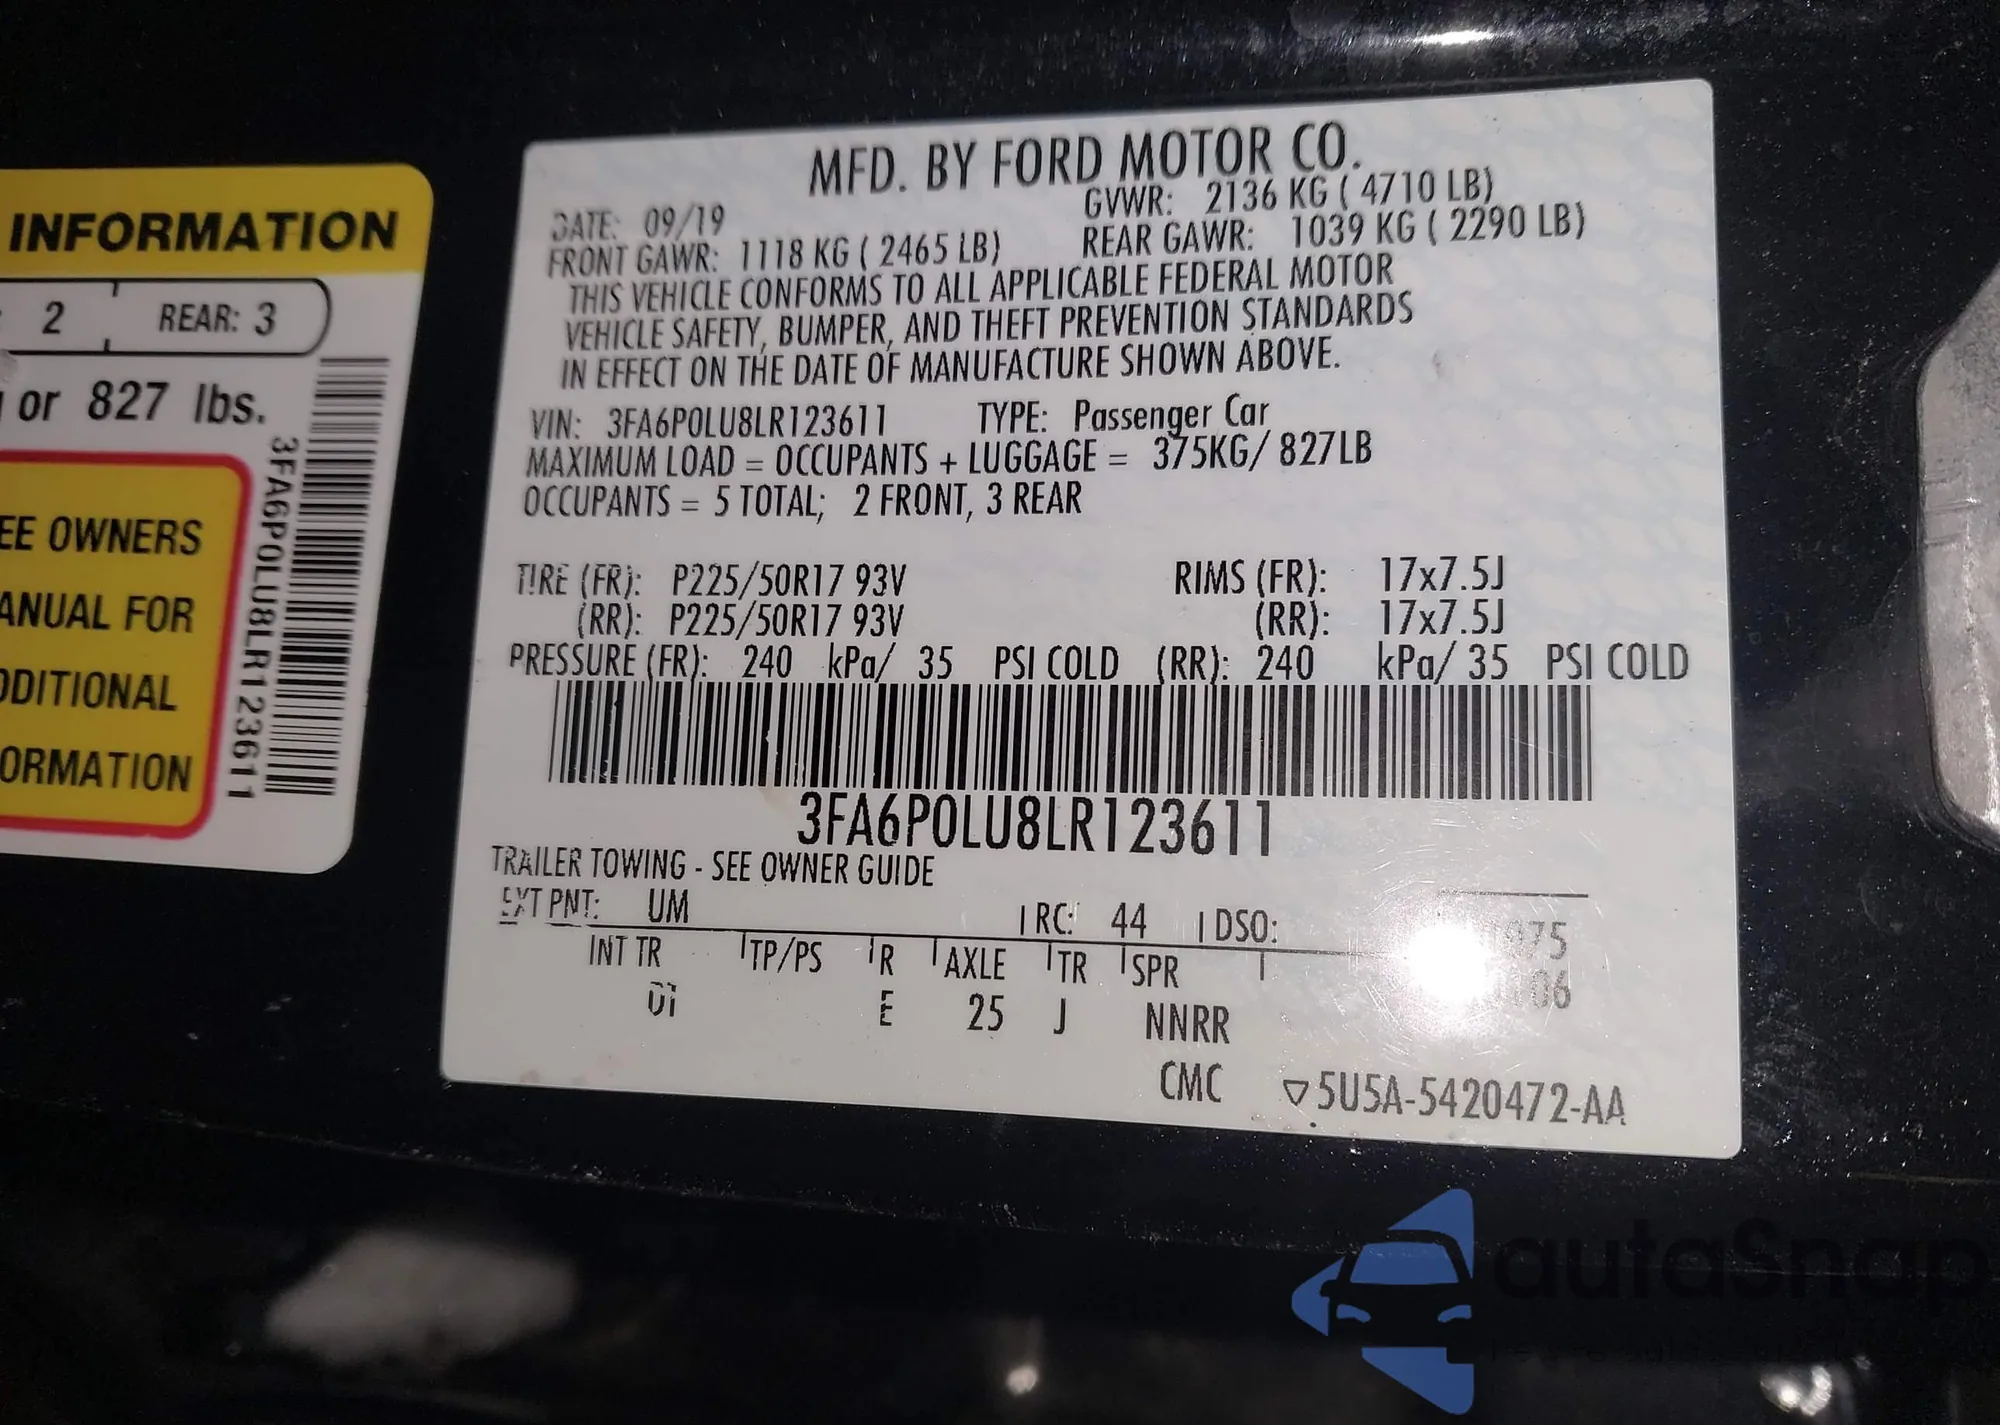 INFORMATION
2 REAR: 3
or 827 lbs.
EE OWNERS
ANUAL FOR
DDITIONAL
ORMATION
3FA6P0LU8LR123611
MFD. BY FORD MOTOR CO.
DATE: 09/19 GVWR: 2136 KG ( 4710 LB)
FRONT GAWR: 1118 KG ( 2465 LB) REAR GAWR: 1039 KG ( 2290 LB)
THIS VEHICLE CONFORMS TO ALL APPLICABLE FEDERAL MOTOR
VEHICLE SAFETY, BUMPER, AND THEFT PREVENTION STANDARDS
IN EFFECT ON THE DATE OF MANUFACTURE SHOWN ABOVE.
VIN: 3FA6P0LU8LR123611 TYPE: Passenger Car
MAXIMUM LOAD = OCCUPANTS + LUGGAGE = 375KG/ 827LB
OCCUPANTS = 5 TOTAL; 2 FRONT, 3 REAR
TIRE (FR): P225/50R17 93V RIMS (FR): 17x7.5J
(RR): P225/50R17 93V (RR): 17x7.5J
PRESSURE (FR): 240 kPa/ 35 PSI COLD (RR): 240 kPa/ 35 PSI COLD
3FA6P0LU8LR123611
TRAILER TOWING - SEE OWNER GUIDE
EXT PNT: UM RC: 44 DSO:
INT TR TP/PS R AXLE TR SPR
E 25 J NNRR
CMC ▽5U5A-5420472-AA
autoSnap